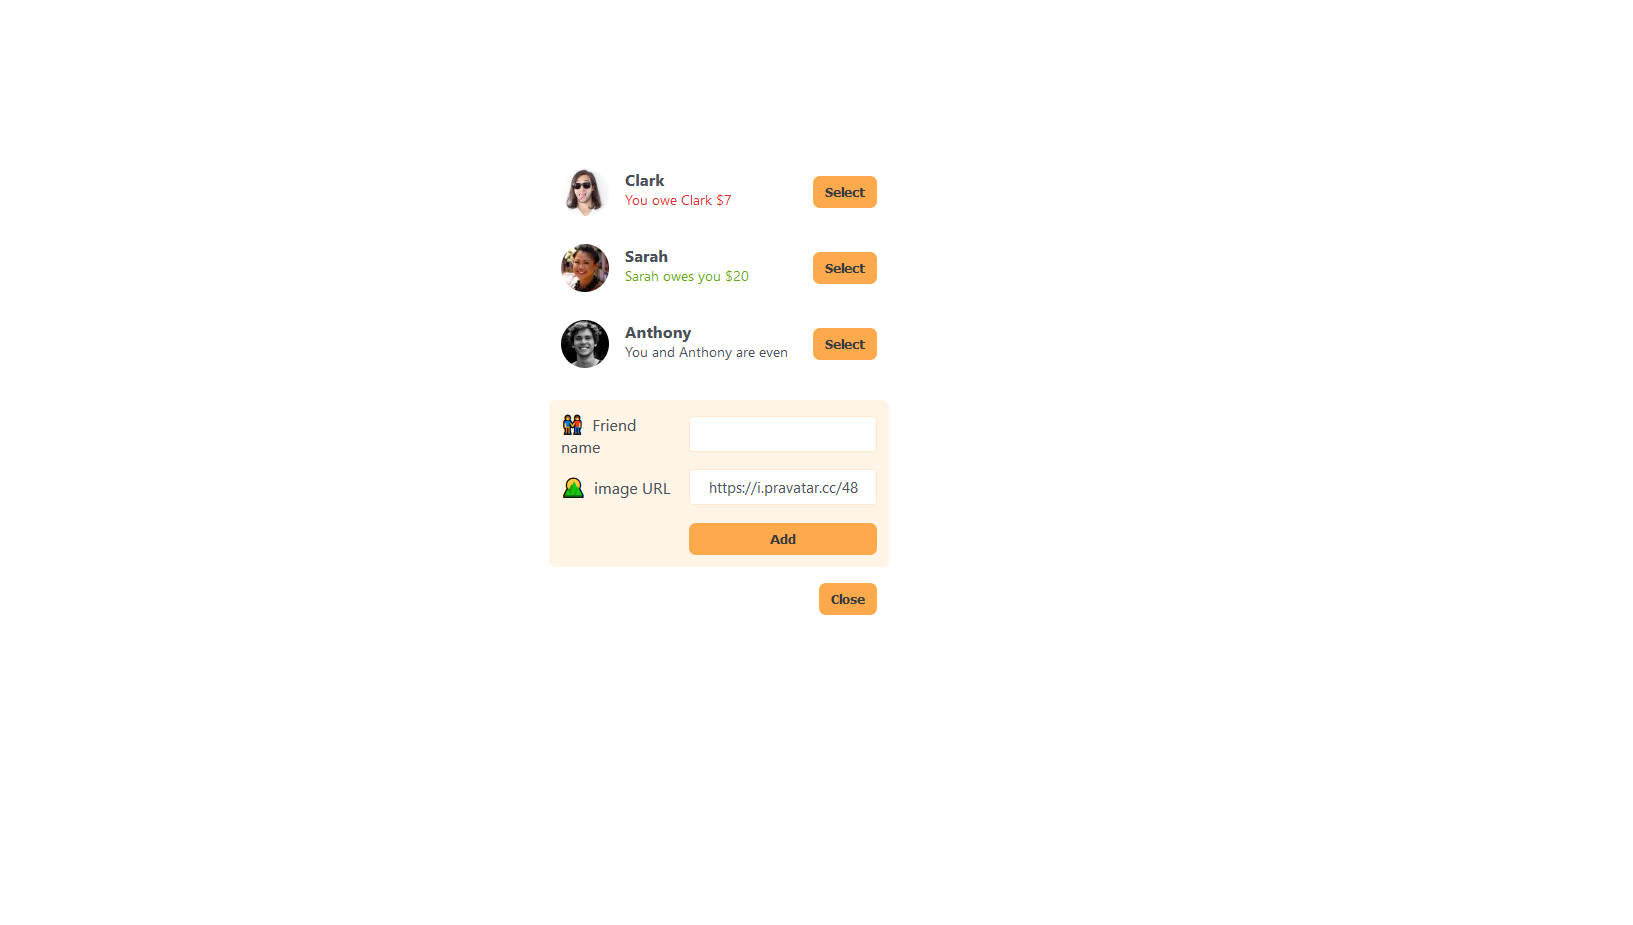 Clark
You owe Clark $7
Select
Sarah
Sarah owes you $20
Select
Anthony
You and Anthony are even
Select
Friend
name
image URL
https://i.pravatar.cc/48
Add
Close